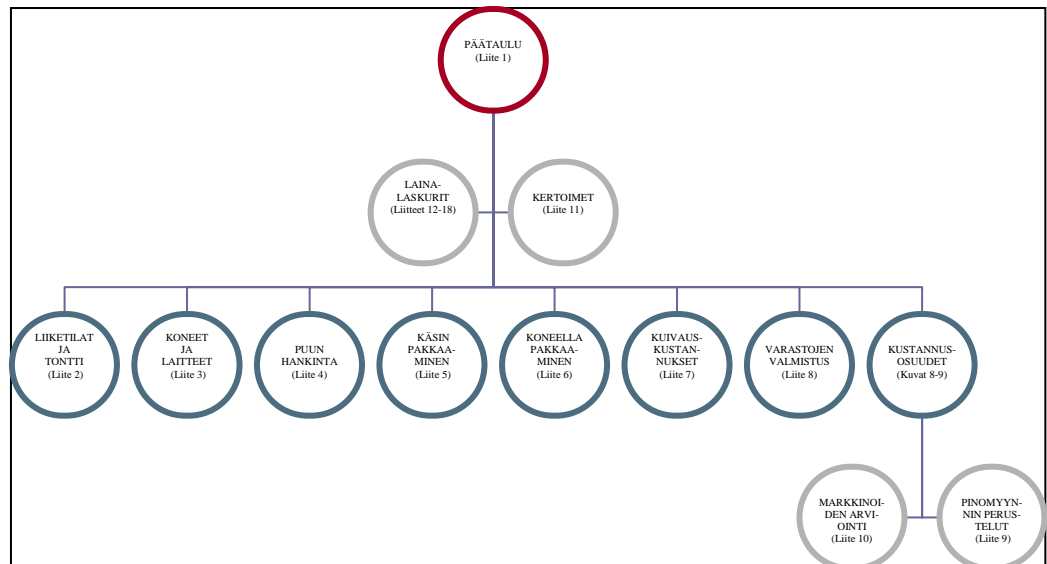 PÄÄTAULU
(Liite 1)
LAINA-
LASKURIT
(Liitteet 12-18)
KERTOIMET
(Liite 11)
LIIKETILAT
JA
TONTTI
(Liite 2)
KONEET
JA
LAITTEET
(Liite 3)
PUUN
HANKINTA
(Liite 4)
KÄSIN
PAKKAA-
MINEN
(Liite 5)
KONEELLA
PAKKAA-
MINEN
(Liite 6)
KUIVAUS-
KUSTAN-
NUKSET
(Liite 7)
VARASTOJEN
VALMISTUS
(Liite 8)
KUSTANNUS-
OSUUDET
(Kuvat 8-9)
MARKKINOI-
DEN ARVI-
OINTI
(Liite 10)
PINOMYYN-
NIN PERUS-
TELUT
(Liite 9)